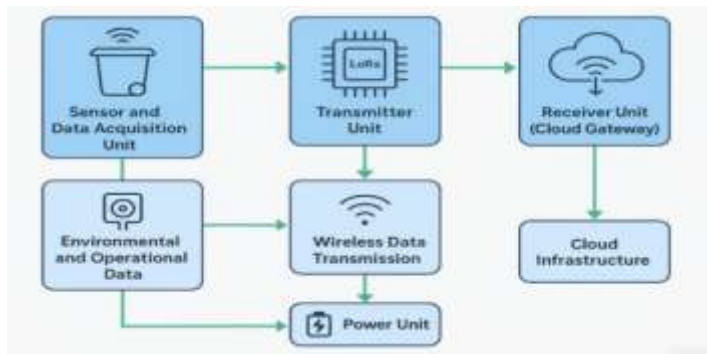 Sensor and
Data Acquisition
Unit
LoRa
Transmitter
Unit
Receiver Unit
(Cloud Gateway)
Environmental
and Operational
Data
Wireless Data
Transmission
Cloud
Infrastructure
Power Unit